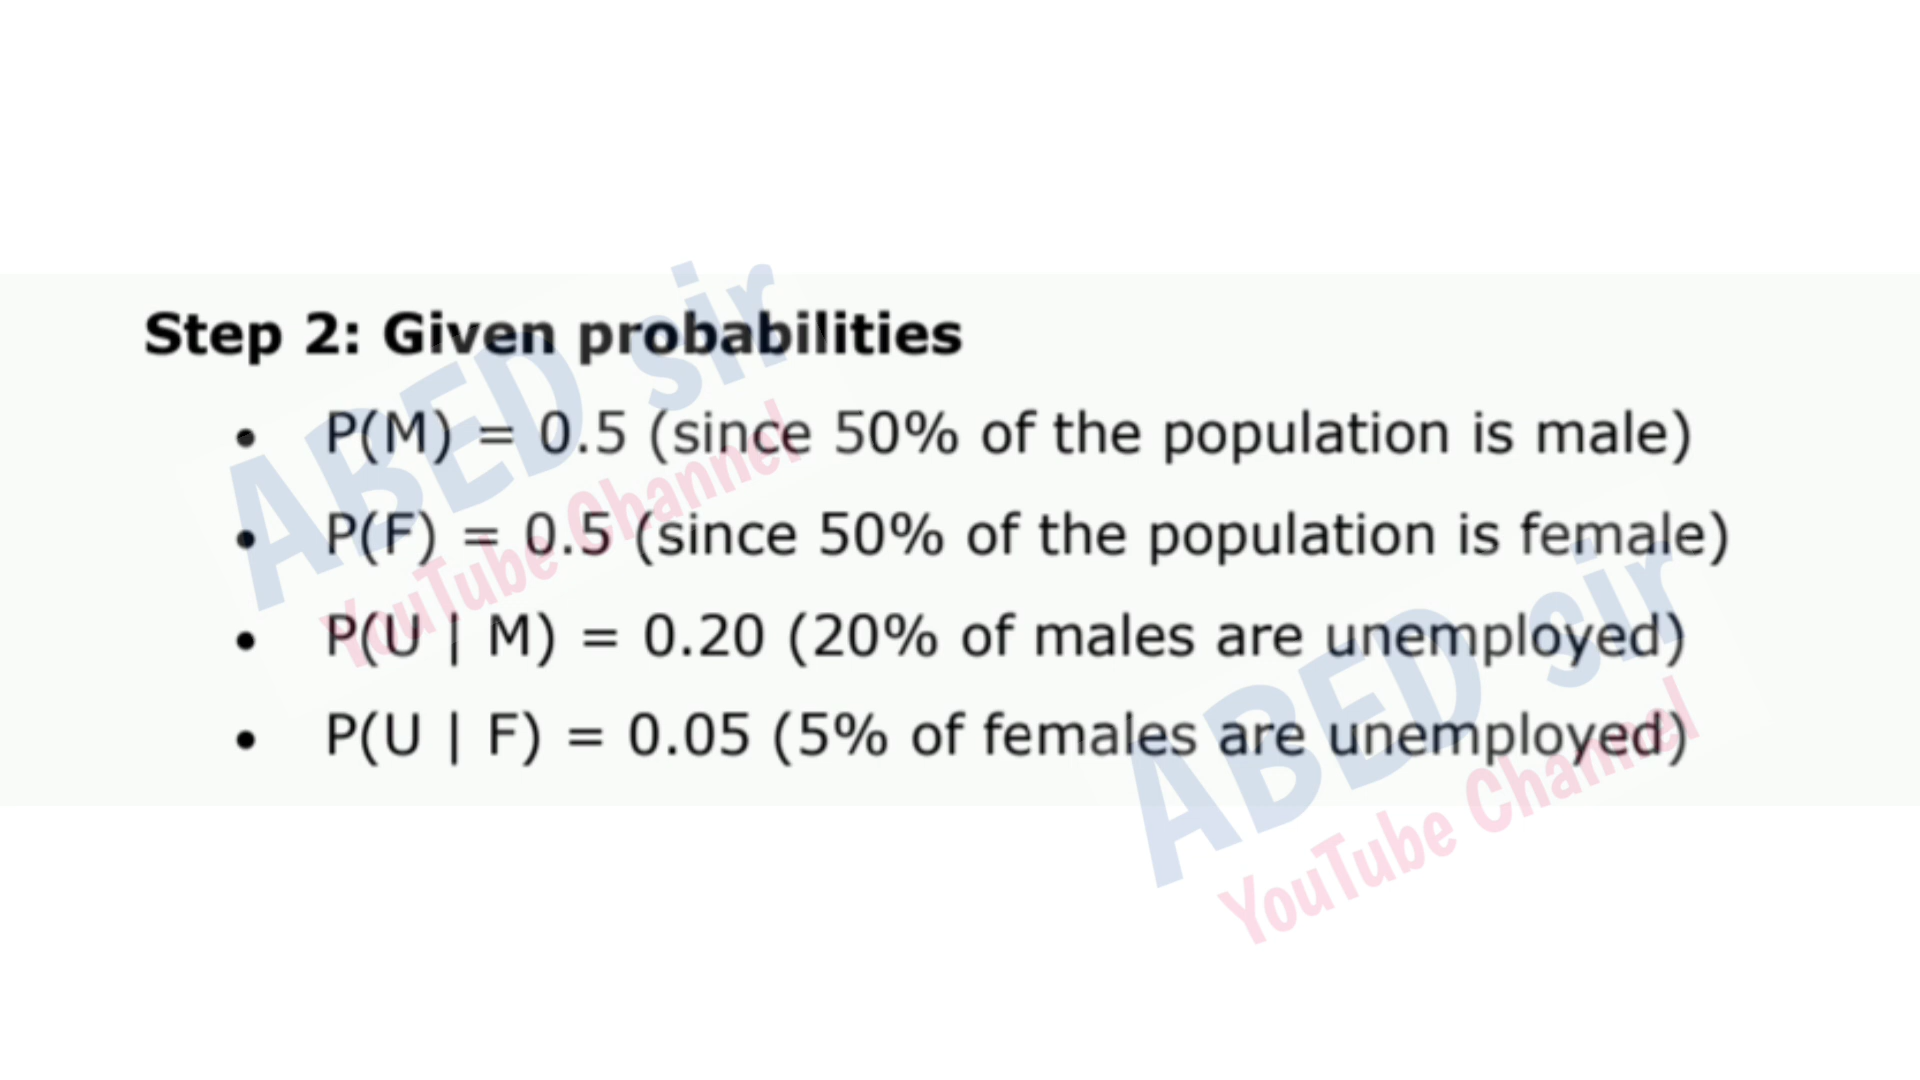 Step 2: Given probabilities
• P(M) = 0.5 (since 50% of the population is male)
• P(F) = 0.5 (since 50% of the population is female)
• P(U | M) = 0.20 (20% of males are unemployed)
• P(U | F) = 0.05 (5% of females are unemployed)
ABED sir
YouTube Channel
ABED sir
YouTube Channel